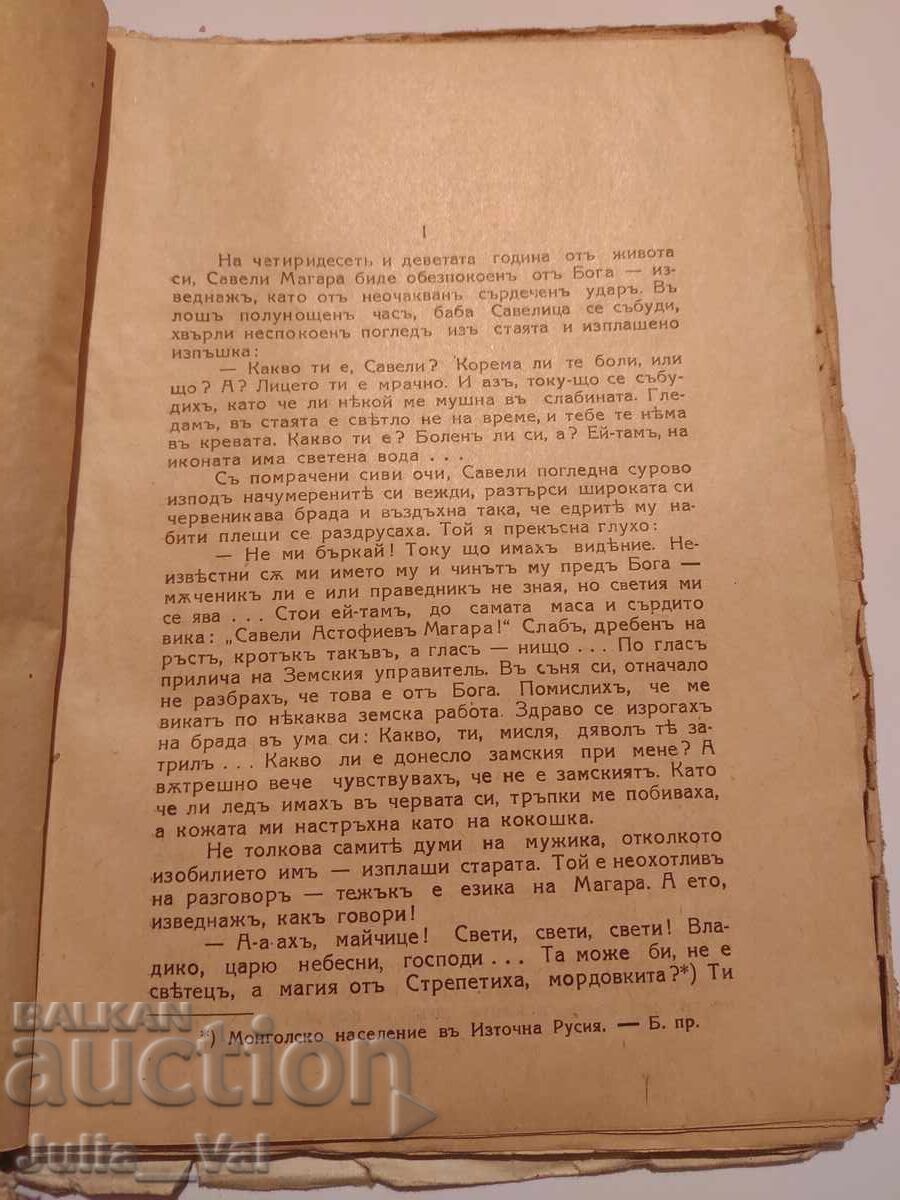 I
На четиридесеть и деветата година отъ живота
си, Савели Магара биде обезпокоенъ отъ Бога — из-
веднажъ, като отъ неочакванъ сърдеченъ ударъ. Въ
лошъ полунощенъ часъ, баба Савелица се събуди,
хвърли неспокоенъ погледъ изъ стаята и изплашено
изпъшка:
— Какво ти е, Савели? Корема ли те боли, или
що? А? Лицето ти е мрачно. И азъ, току-що се събу-
дихъ, като че ли нѣкой ме мушна въ слабината. Гле-
дамъ, въ стаята е свѣтло не на време, и тебе те нѣма
въ кревата. Какво ти е? Боленъ ли си, а? Ей-тамъ, на
иконата има светена вода . . .
Съ помрачени сиви очи, Савели погледна сурово
изподъ начумеренитѣ си вежди, разтърси широката си
червеникава брада и въздъхна така, че едритѣ му на-
бити плещи се раздрусаха. Той я прекъсна глухо:
— Не ми бъркай! Току що имахъ видѣние. Не-
извѣстни сѫ ми името му и чинътъ му предъ Бога —
мѫченикъ ли е или праведникъ не зная, но светия ми
се ява . . . Стои ей-тамъ, до самата маса и сърдито
вика: „Савели Астофиевъ Магара!“ Слабъ, дребенъ на
ръстъ, кротъкъ такъвъ, а гласъ — нищо . . . По гласъ
прилича на Земския управитель. Въ съня си, отначало
не разбрахъ, че това е отъ Бога. Помислихъ, че ме
викатъ по нѣкаква земска работа. Здраво се изрогахъ
на брада въ ума си: Какво, ти, мисля, дяволъ тѣ за-
трилъ . . . Какво ли е донесло замския при мене? А
вѫтрешно вече чувствувахъ, че не е замскиятъ. Като
че ли ледъ имахъ въ червата си, тръпки ме побиваха,
а кожата ми настръхна като на кокошка.
Не толкова самитѣ думи на мужика, отколкото
изобилието имъ — изплаши старата. Той е неохотливъ
на разговоръ — тежъкъ е езика на Магара. А ето,
изведнажъ, какъ говори!
— А-а-ахъ, майчице! Свети, свети, свети! Вла-
дико, царю небесни, господи . . . Та може би, не е
свѣтецъ, а магия отъ Стрепетиха, мордовкита?*) Ти
*) Монголско население въ Източна Русия. — Б. пр.
BALKAN
auction
Julia__Val